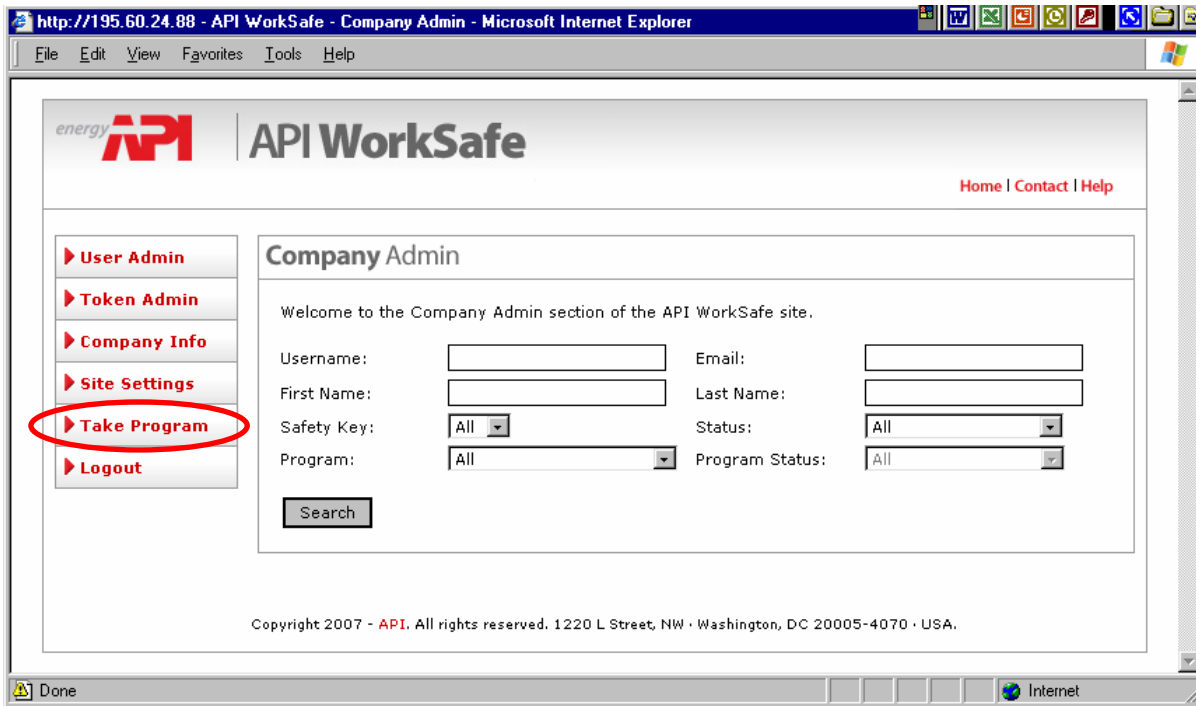 http://195.60.24.88 - API WorkSafe - Company Admin - Microsoft Internet Explorer
File Edit View Favorites Tools Help
energy API API WorkSafe
Home | Contact | Help
User Admin
Token Admin
Company Info
Site Settings
Take Program
Logout
Company Admin
Welcome to the Company Admin section of the API WorkSafe site.
Username: Email:
First Name: Last Name:
Safety Key: All Status: All
Program: All Program Status: All
Search
Copyright 2007 - API. All rights reserved. 1220 L Street, NW · Washington, DC 20005-4070 · USA.
Done Internet